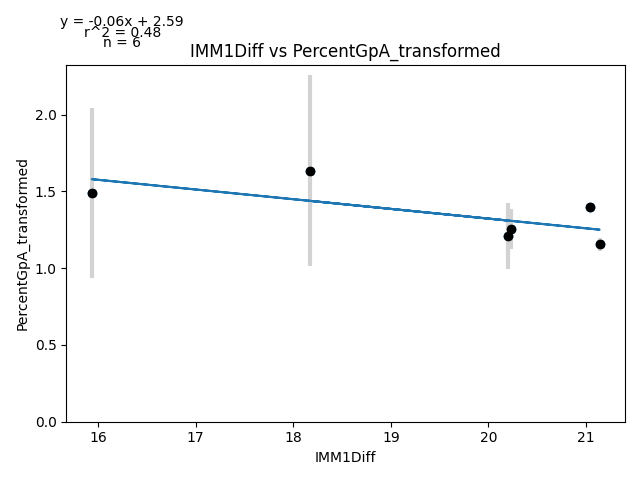 y = -0.06x + 2.59
r^2 = 0.48
n = 6
IMM1Diff vs PercentGpA_transformed
PercentGpA_transformed
2.0
1.5
1.0
0.5
0.0
16 17 18 19 20 21
IMM1Diff